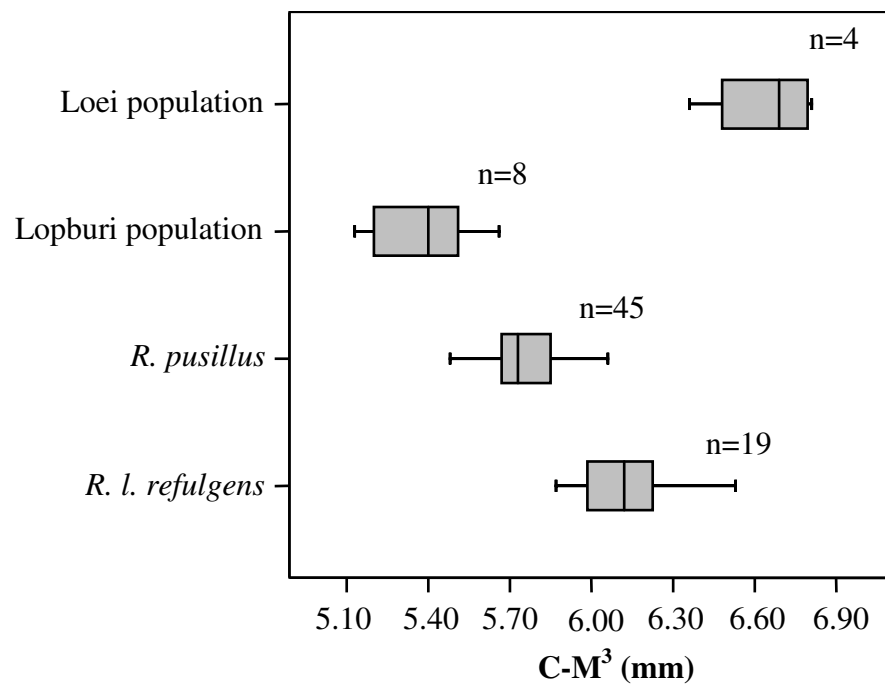 n=4
Loei population
n=8
Lopburi population
n=45
R. pusillus
n=19
R. l. refulgens
5.10 5.40 5.70 6.00 6.30 6.60 6.90
C-M³ (mm)